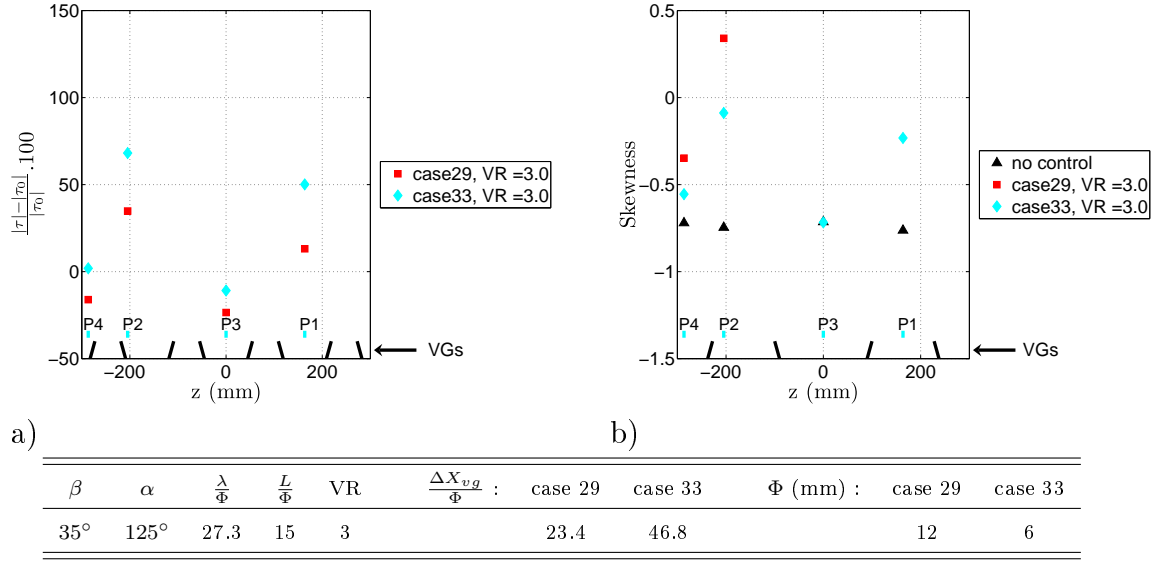 150
100
50
0
−50
|τ|−|τ0|/|τ0| .100
P4 P2 P3 P1
−200 0 200
z (mm)
VGs
case29, VR =3.0
case33, VR =3.0
a)
0.5
0
−0.5
−1
−1.5
Skewness
P4 P2 P3 P1
−200 0 200
z (mm)
VGs
no control
case29, VR =3.0
case33, VR =3.0
b)
β α λ/Φ L/Φ VR ΔXvg/Φ : case 29 case 33 Φ (mm) : case 29 case 33
35° 125° 27.3 15 3 23.4 46.8 12 6